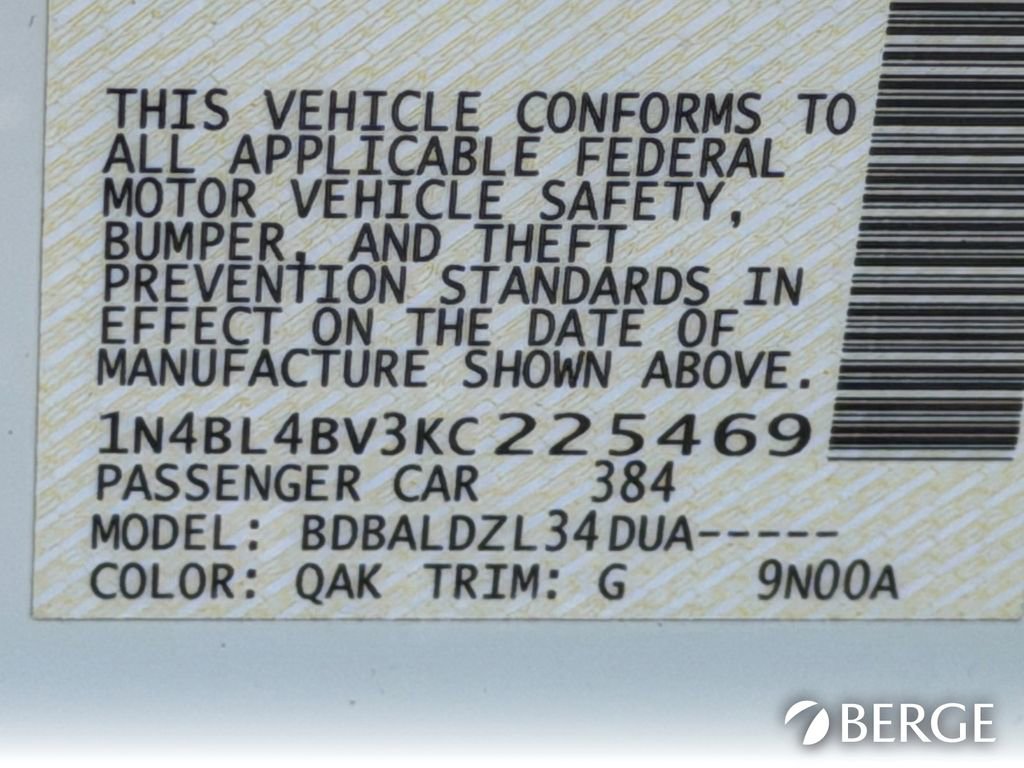 THIS VEHICLE CONFORMS TO
ALL APPLICABLE FEDERAL
MOTOR VEHICLE SAFETY,
BUMPER, AND THEFT
PREVENTION STANDARDS IN
EFFECT ON THE DATE OF
MANUFACTURE SHOWN ABOVE.
1N4BL4BV3KC225469
PASSENGER CAR 384
MODEL: BDBALDZL34DUA-----
COLOR: QAK TRIM: G 9N00A
BERGE